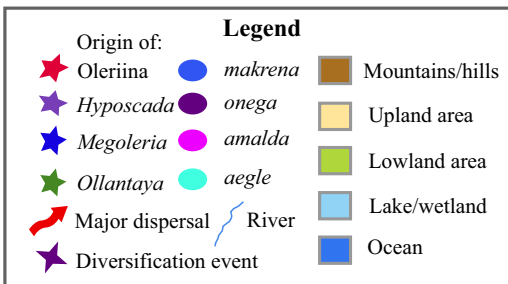 Legend
Origin of:
Oleriina
Hyposcada
Megoleria
Ollantaya
Major dispersal
Diversification event
makrena
onega
amalda
aegle
River
Mountains/hills
Upland area
Lowland area
Lake/wetland
Ocean